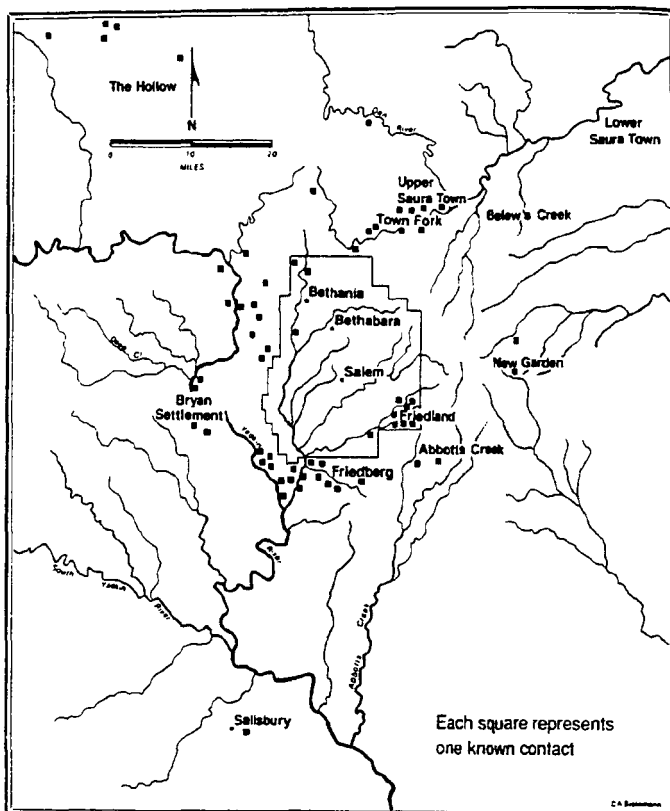 The Hollow
N
0 10 20
MILES
Dan
River
Lower
Saura Town
Upper
Saura Town
Town Fork
Belew's Creek
Bethania
Bethabara
Salem
New Garden
Deep Cr.
Bryan
Settlement
Yadkin
Friedland
Abbotts Creek
Friedberg
River
South Yadkin River
Abbotts Creek
Salisbury
Each square represents
one known contact